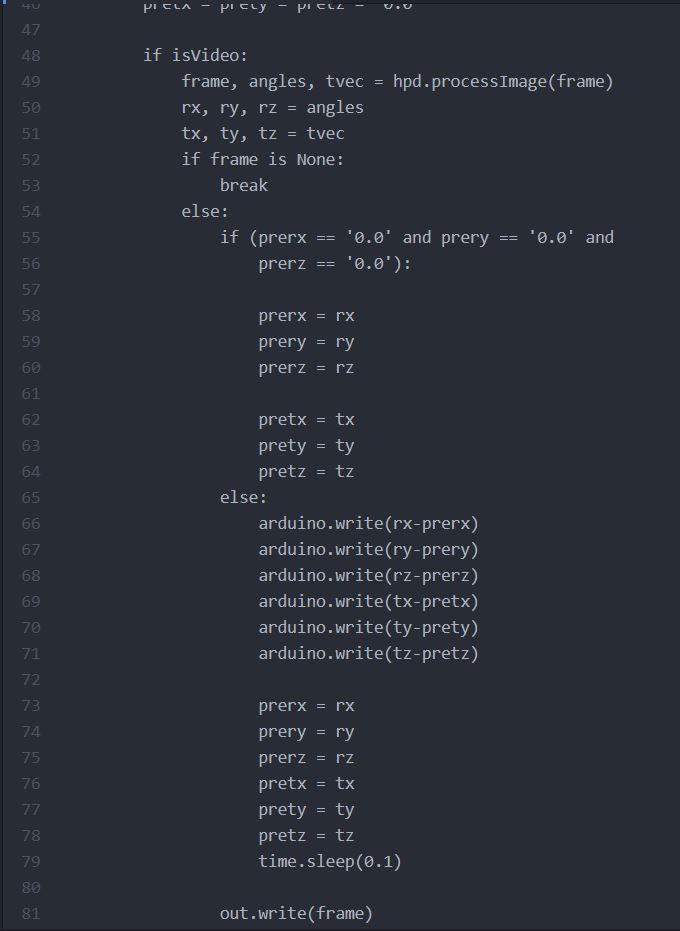 46 pretx = prety = pretz = '0.0'
47
48 if isVideo:
49 frame, angles, tvec = hpd.processImage(frame)
50 rx, ry, rz = angles
51 tx, ty, tz = tvec
52 if frame is None:
53 break
54 else:
55 if (prerx == '0.0' and prery == '0.0' and
56 prerz == '0.0'):
57
58 prerx = rx
59 prery = ry
60 prerz = rz
61
62 pretx = tx
63 prety = ty
64 pretz = tz
65 else:
66 arduino.write(rx-prerx)
67 arduino.write(ry-prery)
68 arduino.write(rz-prerz)
69 arduino.write(tx-pretx)
70 arduino.write(ty-prety)
71 arduino.write(tz-pretz)
72
73 prerx = rx
74 prery = ry
75 prerz = rz
76 pretx = tx
77 prety = ty
78 pretz = tz
79 time.sleep(0.1)
80
81 out.write(frame)